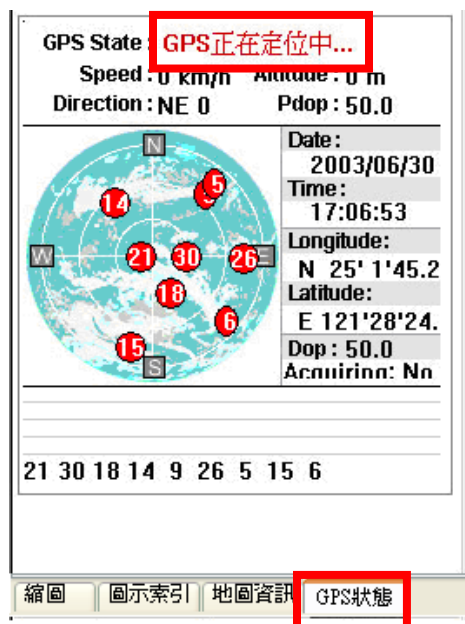 GPS State : GPS正在定位中...
Speed : 0 km/h Altitude : 0 m
Direction : NE 0 Pdop : 50.0
N
5
14
W
21 30 26 E
18
6
15
S
Date :
2003/06/30
Time :
17:06:53
Longitude:
N 25' 1'45.2
Latitude:
E 121'28'24.
Dop : 50.0
Acquiring: No
21 30 18 14 9 26 5 15 6
縮圖 圖示索引 地圖資訊 GPS狀態